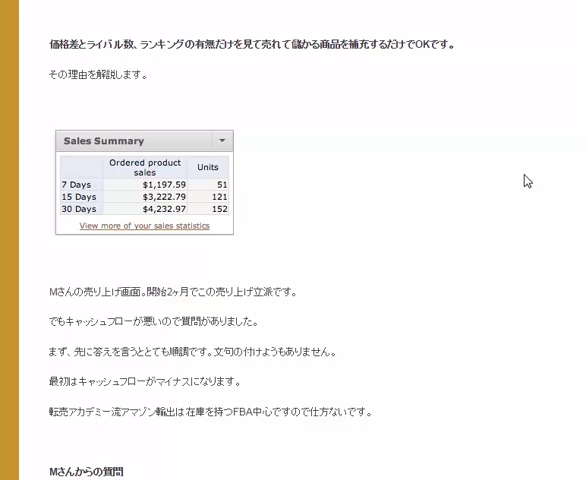 価格差とライバル数、ランキングの有無だけを見て売れて儲かる商品を補充するだけでOKです。
その理由を解説します。
Sales Summary
Ordered product sales Units
7 Days $1,197.59 51
15 Days $3,222.79 121
30 Days $4,232.97 152
View more of your sales statistics
Mさんの売り上げ画面。開始2ヶ月でこの売り上げ立派です。
でもキャッシュフローが悪いので質問がありました。
まず、先に答えを言うととても順調です。文句の付けようもありません。
最初はキャッシュフローがマイナスになります。
転売アカデミー流アマゾン輸出は在庫を持つFBA中心ですので仕方ないです。
Mさんからの質問